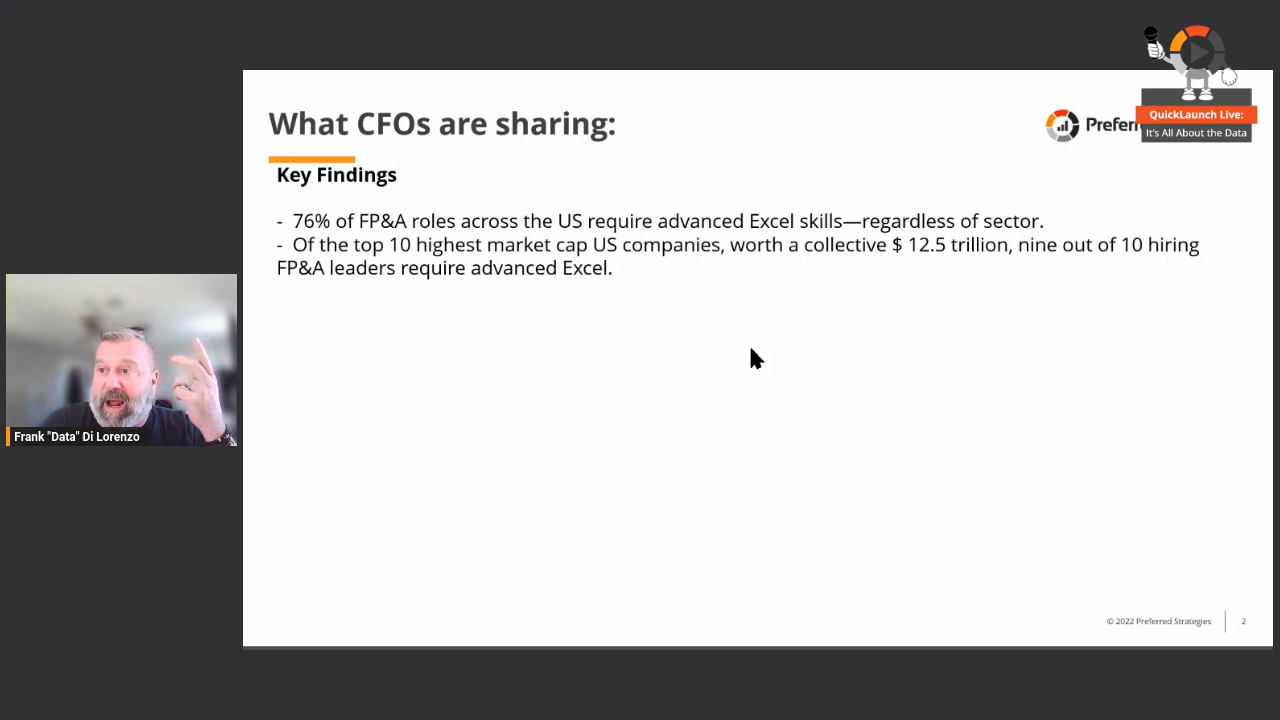 What CFOs are sharing:
Preferr
QuickLaunch Live:
It's All About the Data
Key Findings
- 76% of FP&A roles across the US require advanced Excel skills—regardless of sector.
- Of the top 10 highest market cap US companies, worth a collective $ 12.5 trillion, nine out of 10 hiring
FP&A leaders require advanced Excel.
Frank "Data" Di Lorenzo
© 2022 Preferred Strategies
2